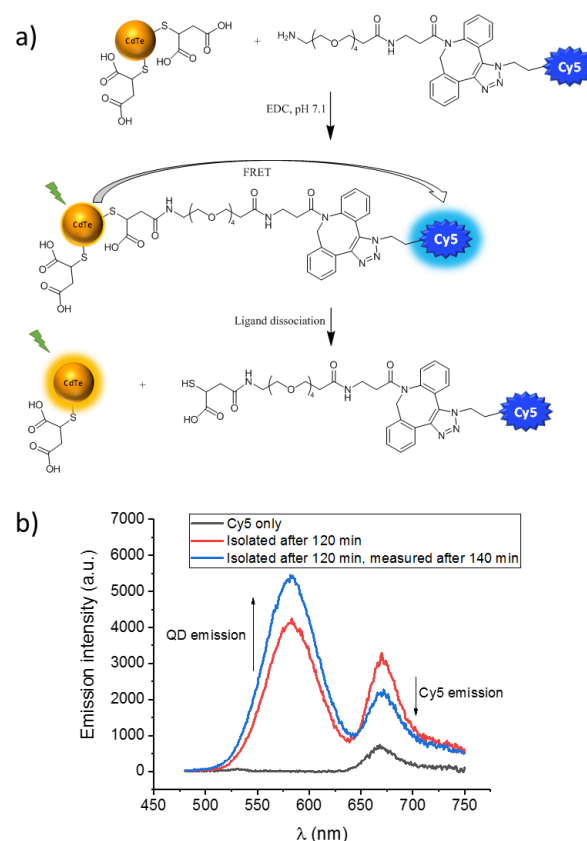 a)
CdTe
S
O
OH
OH
HO
O
S
O
O
OH
+
H2N
O
4
O
N
H
O
N
N
N
N
Cy5
EDC, pH 7.1
FRET
CdTe
S
O
H
N
O
4
O
N
H
O
N
Cy5
HO
O
S
HO
O
O
OH
N
N
N
Ligand dissociation
CdTe
S
HO
O
O
OH
+
HS
O
HO
O
N
H
O
4
O
N
H
O
N
N
N
N
Cy5
b)
7000
6000
5000
4000
3000
2000
1000
0
Emission intensity (a.u.)
Cy5 only
Isolated after 120 min
Isolated after 120 min, measured after 140 min
QD emission
Cy5 emission
450 500 550 600 650 700 750
λ (nm)